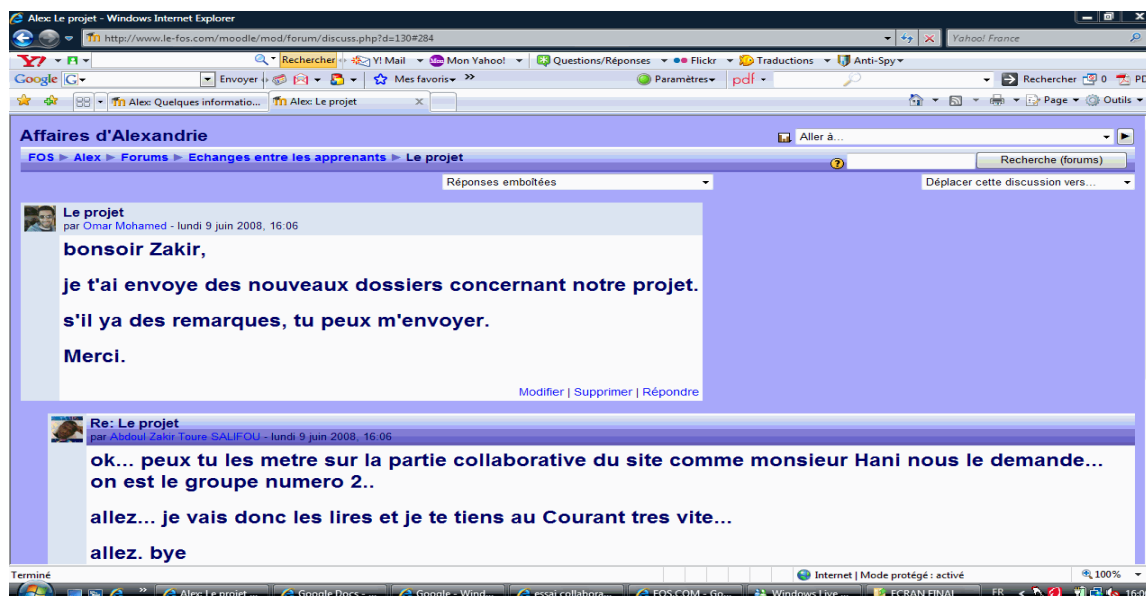 Alex: Le projet - Windows Internet Explorer
http://www.le-fos.com/moodle/mod/forum/discuss.php?d=130#284 Yahoo! France
Y7 Rechercher Y! Mail Mon Yahoo! Questions/Réponses Flickr Traductions Anti-Spy
Google G Envoyer Mes favoris Paramètres pdf Rechercher 0 PD
Alex: Quelques informatio... Alex: Le projet Page Outils
Affaires d'Alexandrie Aller à...
FOS ► Alex ► Forums ► Echanges entre les apprenants ► Le projet Recherche (forums)
Réponses emboîtées Déplacer cette discussion vers...
Le projet
par Omar Mohamed - lundi 9 juin 2008, 16:06
bonsoir Zakir,
je t'ai envoye des nouveaux dossiers concernant notre projet.
s'il ya des remarques, tu peux m'envoyer.
Merci.
Modifier | Supprimer | Répondre
Re: Le projet
par Abdoul Zakir Toure SALIFOU - lundi 9 juin 2008, 16:06
ok... peux tu les metre sur la partie collaborative du site comme monsieur Hani nous le demande...
on est le groupe numero 2..
allez... je vais donc les lires et je te tiens au Courant tres vite...
allez. bye
Terminé Internet | Mode protégé : activé 100%
Alex: Le projet ... Google Docs - ... Google - Wind... essai collabora... FOS.COM - Go... Windows Live ... ECRAN FINAL FR